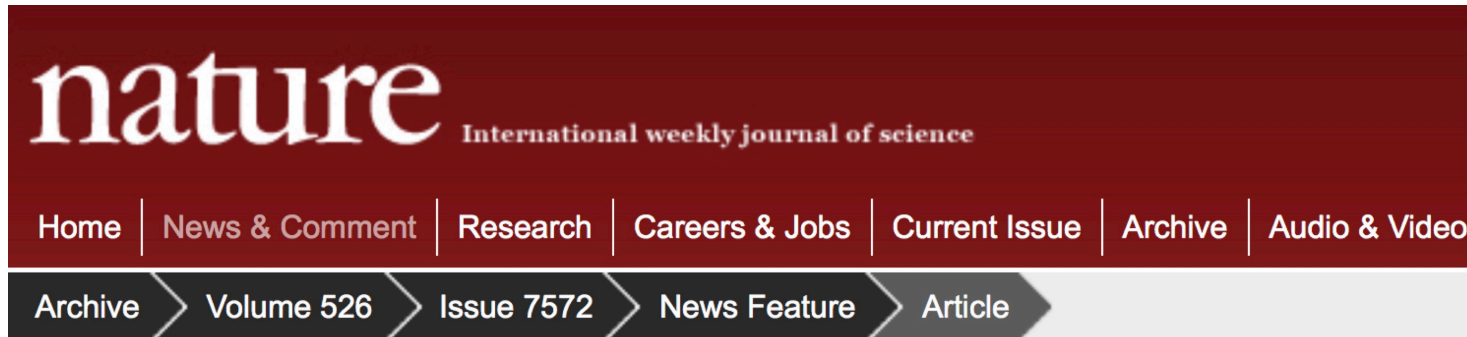 nature International weekly journal of science
Home News & Comment Research Careers & Jobs Current Issue Archive Audio & Video
Archive Volume 526 Issue 7572 News Feature Article